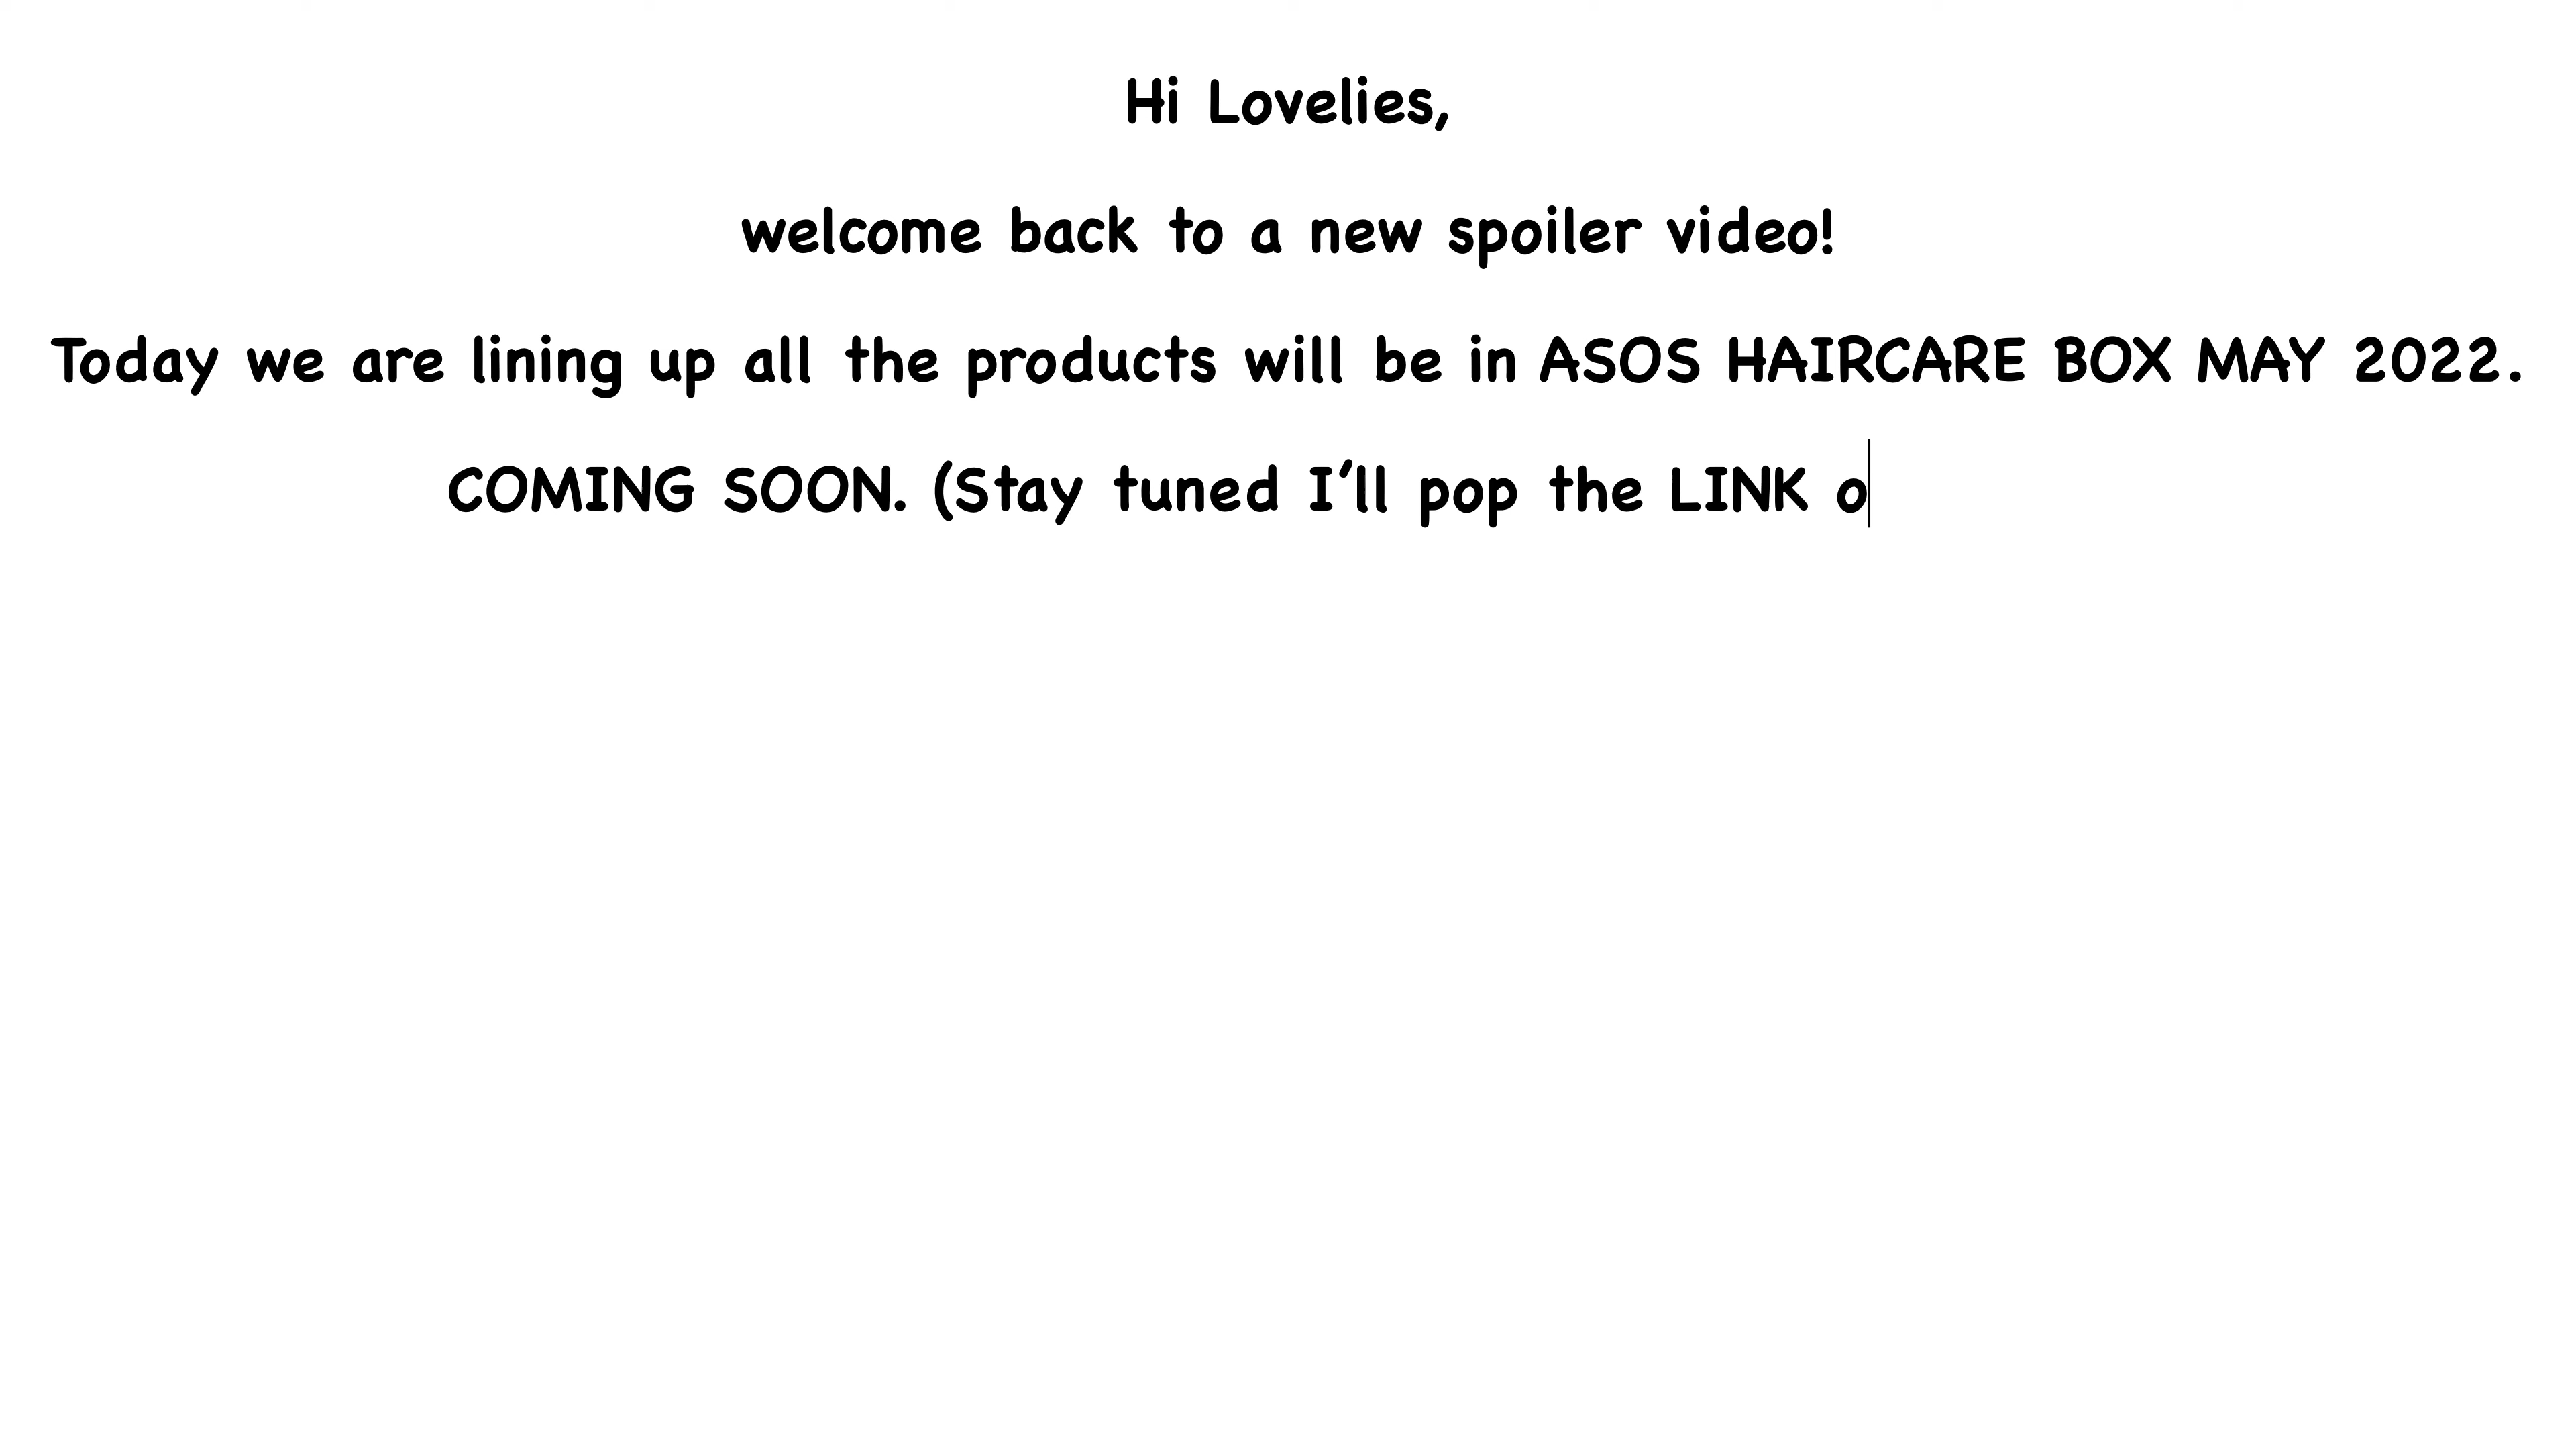 Hi Lovelies,
welcome back to a new spoiler video!
Today we are lining up all the products will be in ASOS HAIRCARE BOX MAY 2022.
COMING SOON. (Stay tuned I’ll pop the LINK o